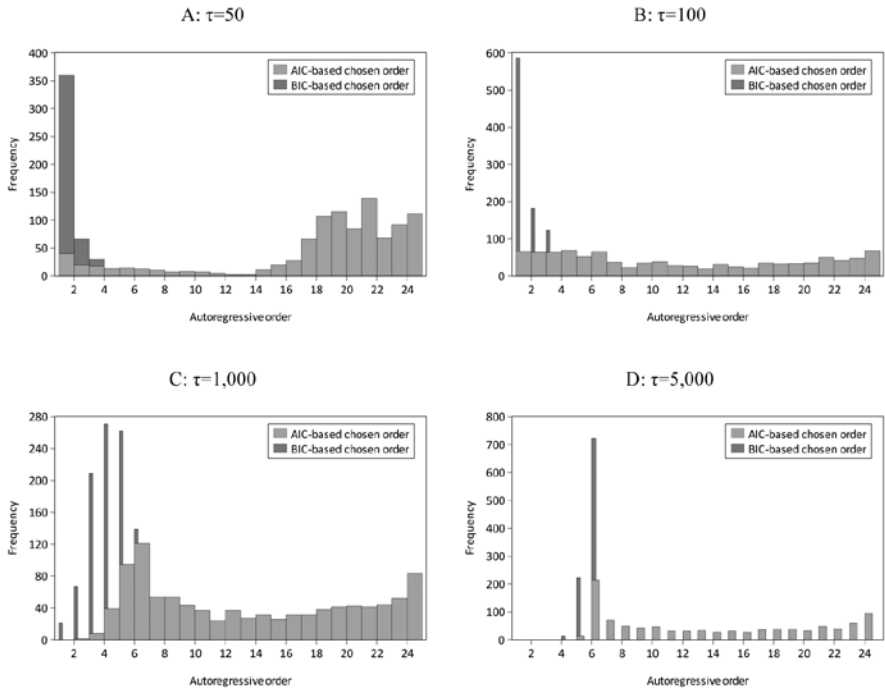 A: τ=50
B: τ=100
400
350
300
250
200
150
100
50
0
Frequency
AIC-based chosen order
BIC-based chosen order
2 4 6 8 10 12 14 16 18 20 22 24
Autoregressive order
600
500
400
300
200
100
0
Frequency
AIC-based chosen order
BIC-based chosen order
2 4 6 8 10 12 14 16 18 20 22 24
Autoregressive order
C: τ=1,000
D: τ=5,000
280
240
200
160
120
80
40
0
Frequency
AIC-based chosen order
BIC-based chosen order
2 4 6 8 10 12 14 16 18 20 22 24
Autoregressive order
800
700
600
500
400
300
200
100
0
Frequency
AIC-based chosen order
BIC-based chosen order
2 4 6 8 10 12 14 16 18 20 22 24
Autoregressive order